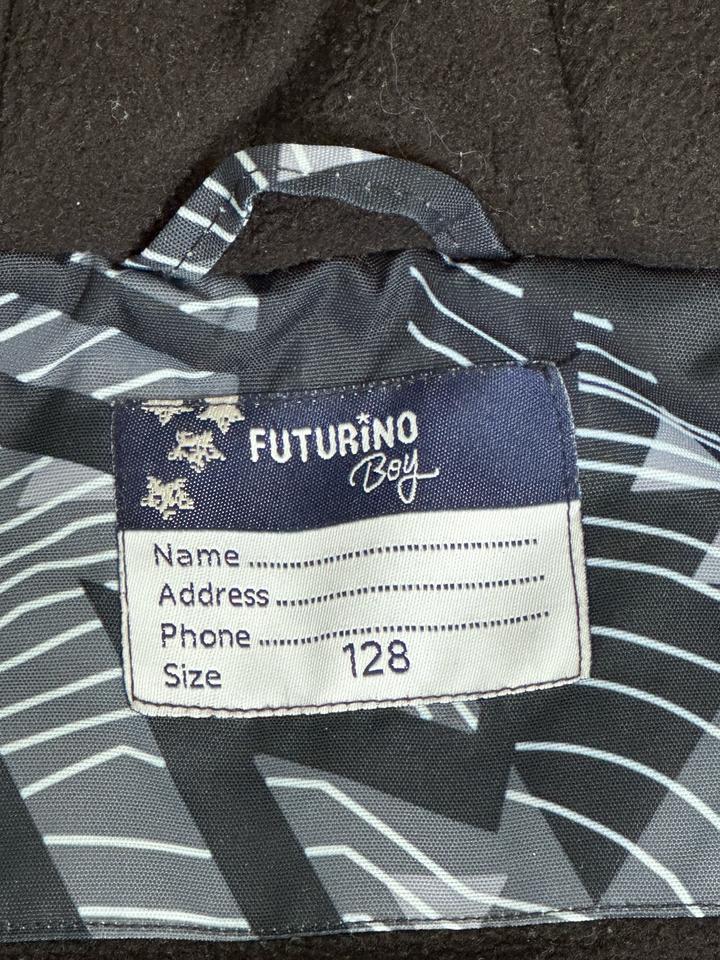 FUTURINO
Boy
Name ................................
Address ................................
Phone ................................
Size 128